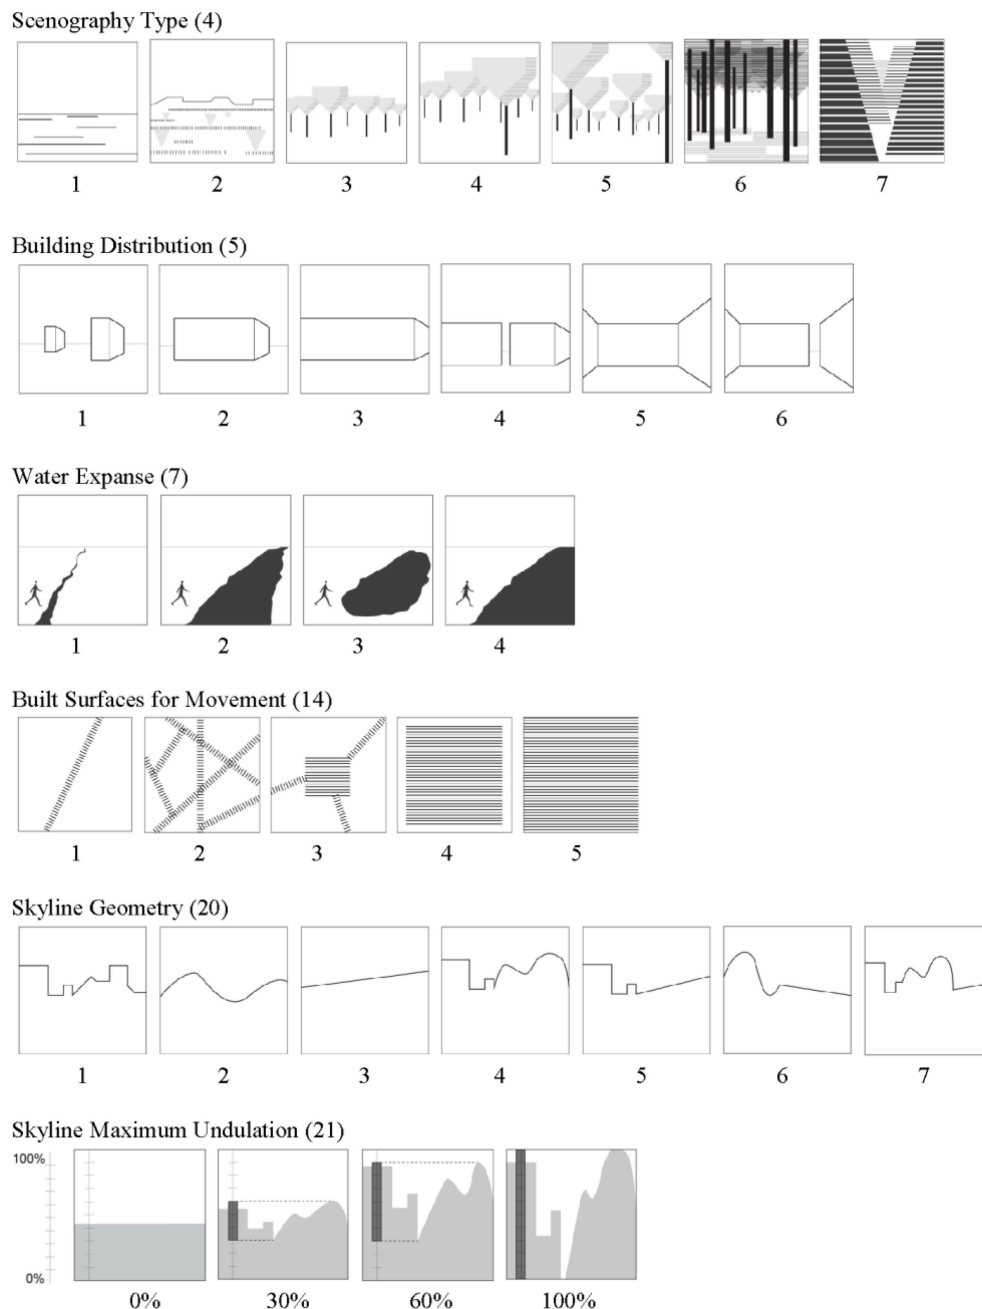 Scenography Type (4)
1 2 3 4 5 6 7
Building Distribution (5)
1 2 3 4 5 6
Water Expanse (7)
1 2 3 4
Built Surfaces for Movement (14)
1 2 3 4 5
Skyline Geometry (20)
1 2 3 4 5 6 7
Skyline Maximum Undulation (21)
100%
0%
0% 30% 60% 100%